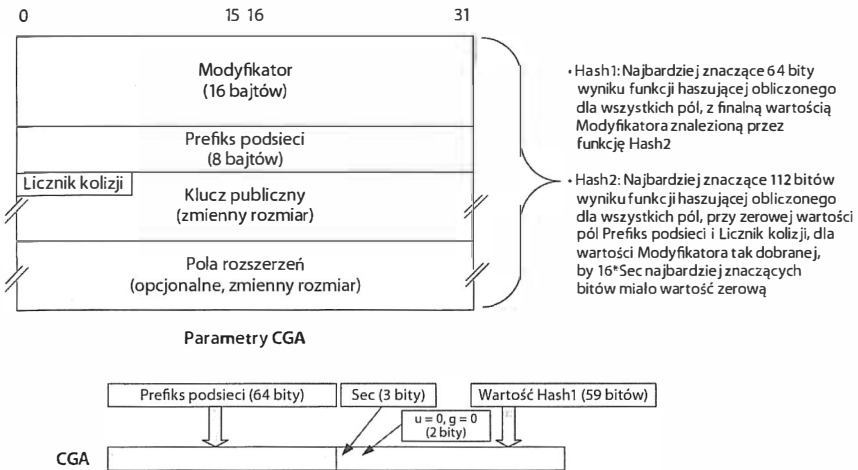 0 15 16 31
Modyfikator
(16 bajtów)
Prefiks podsieci
(8 bajtów)
Licznik kolizji
Klucz publiczny
(zmienny rozmiar)
Pola rozszerzeń
(opcjonalne, zmienny rozmiar)
Parametry CGA
• Hash1: Najbardziej znaczące 64 bity
wyniku funkcji haszującej obliczonego
dla wszystkich pól, z finalną wartością
Modyfikatora znalezioną przez
funkcję Hash2
• Hash2: Najbardziej znaczące 112 bitów
wyniku funkcji haszującej obliczonego
dla wszystkich pól, przy zerowej wartości
pól Prefiks podsieci i Licznik kolizji, dla
wartości Modyfikatora tak dobranej,
by 16*Sec najbardziej znaczących
bitów miało wartość zerową
Prefiks podsieci (64 bity) Sec (3 bity) Wartość Hash1 (59 bitów)
u = 0, g = 0
(2 bity)
CGA